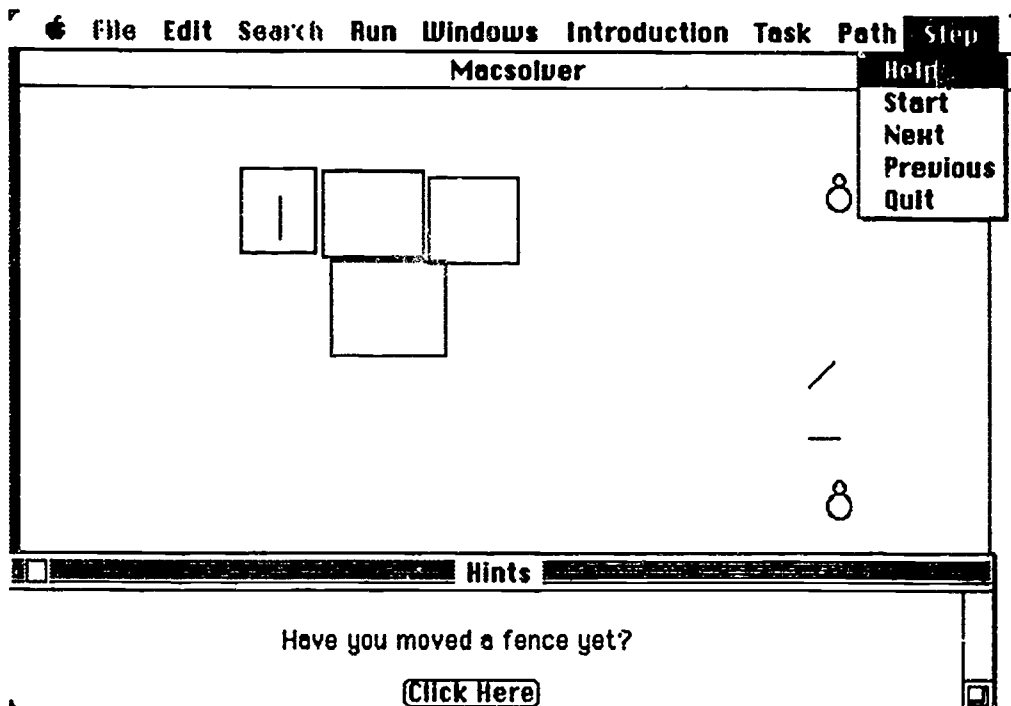 File Edit Search Run Windows Introduction Task Path Step
Macsolver
Help
Start
Next
Previous
Quit
Hints
Have you moved a fence yet?
Click Here